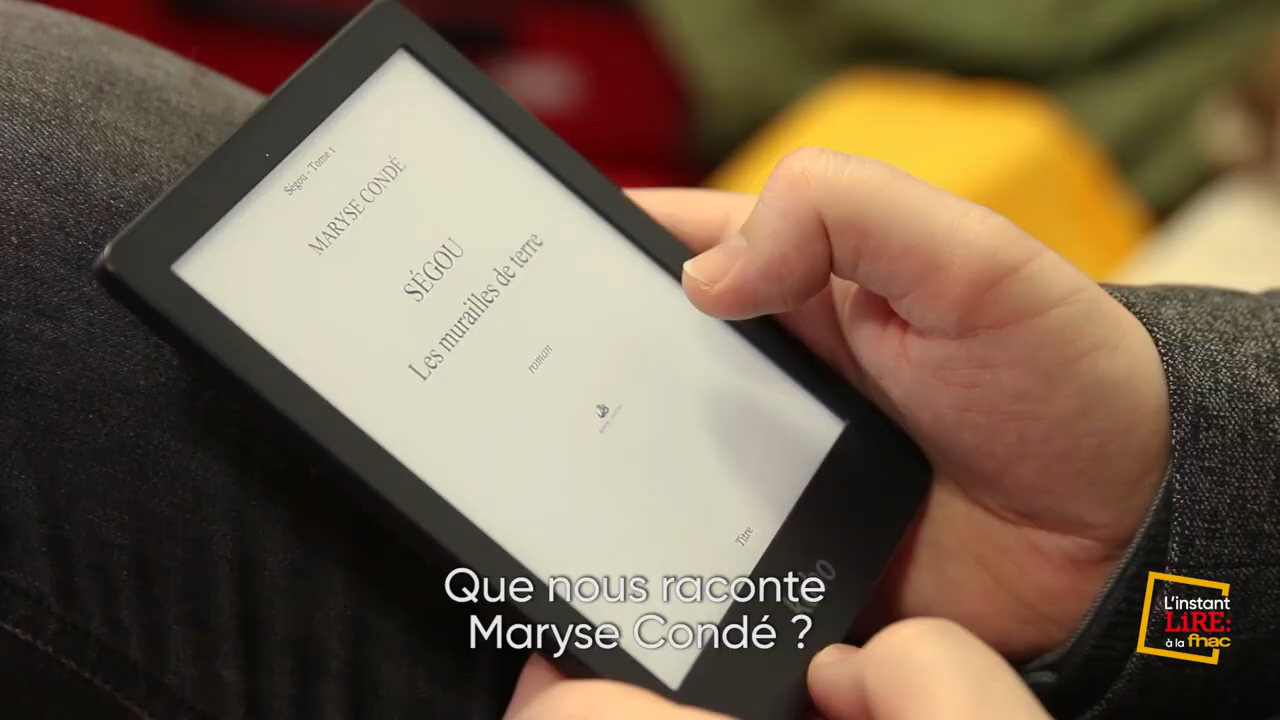 Ségou - Tome 1
MARYSE CONDÉ
SÉGOU
Les murailles de terre
roman
Titre
Que nous raconte
Maryse Condé ?
L'instant
LiRE:
à la fnac